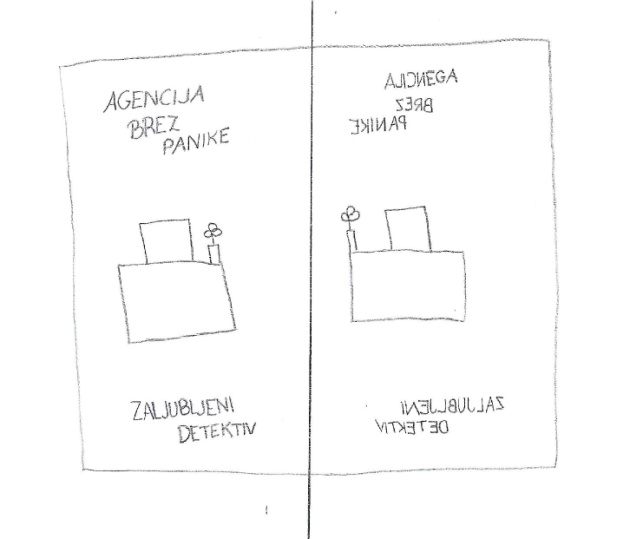 AGENCIJA
BREZ
PANIKE
ZALJUBLJENI
DETEKTIV
AGENCIJA
BREZ
PANIKE
ZALJUBLJENI
DETEKTIV